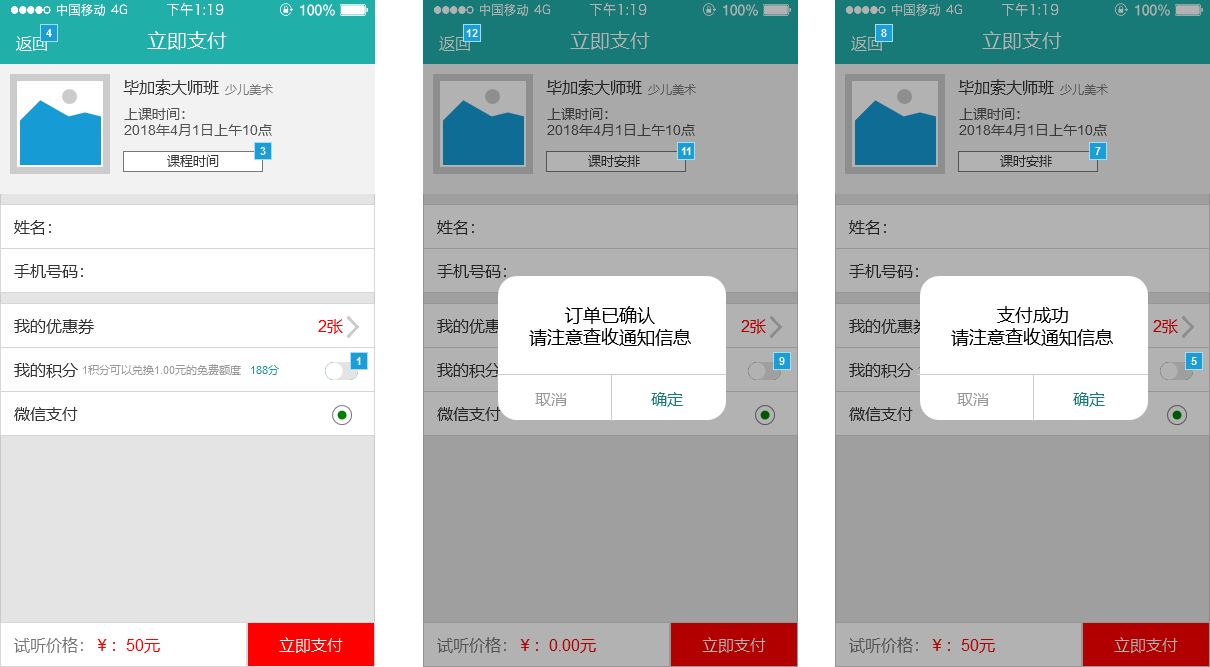 中国移动 4G 下午1:19 100%
返回 4 立即支付
毕加索大师班 少儿美术
上课时间：
2018年4月1日上午10点
课程时间 3
姓名：
手机号码：
我的优惠券 2张
我的积分 1积分可以兑换1.00元的免费额度 188分 1
微信支付
试听价格： ¥ ： 50元 立即支付
中国移动 4G 下午1:19 100%
返回 12 立即支付
毕加索大师班 少儿美术
上课时间：
2018年4月1日上午10点
课时安排 11
姓名：
手机号码：
订单已确认
请注意查收通知信息
我的优惠 2张
我的积分 9
取消 确定
微信支付
试听价格： ¥ ： 0.00元 立即支付
中国移动 4G 下午1:19 100%
返回 8 立即支付
毕加索大师班 少儿美术
上课时间：
2018年4月1日上午10点
课时安排 7
姓名：
手机号码：
支付成功
请注意查收通知信息
我的优惠券 2张
我的积分 5
取消 确定
微信支付
试听价格： ¥ ： 50元 立即支付